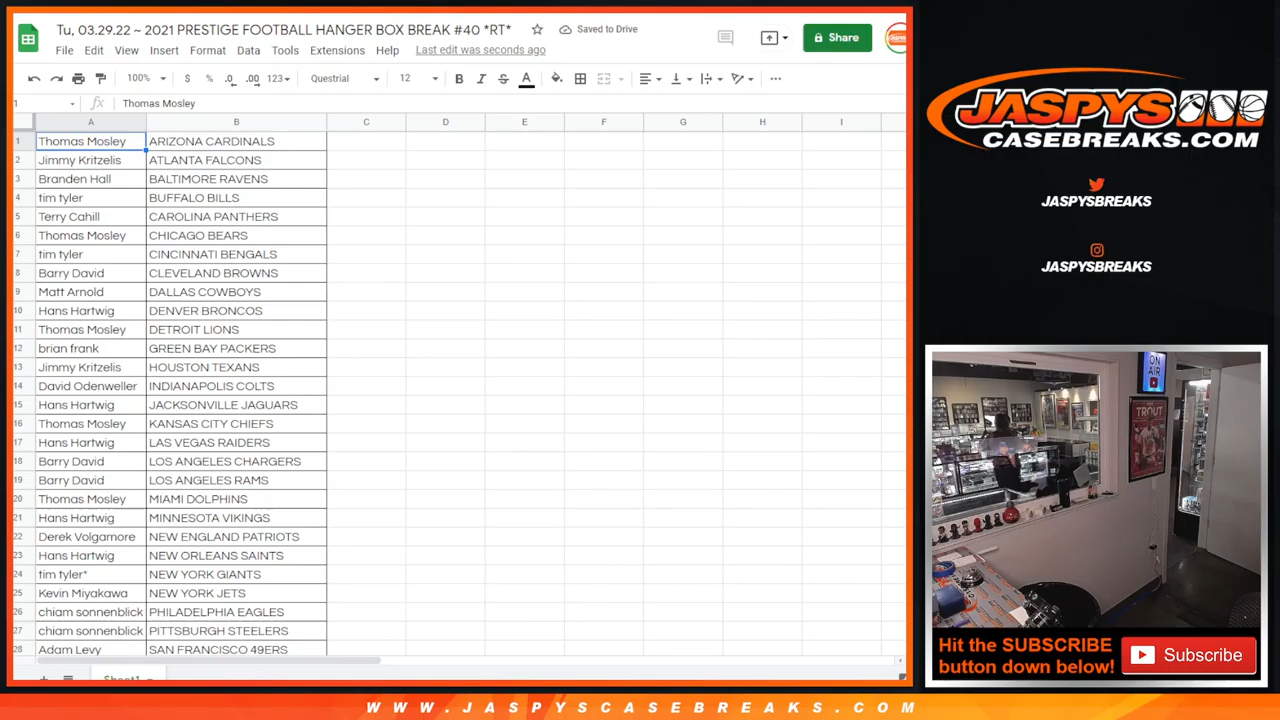 Tu, 03.29.22 ~ 2021 PRESTIGE FOOTBALL HANGER BOX BREAK #40 *RT*
Saved to Drive
File Edit View Insert Format Data Tools Extensions Help Last edit was seconds ago
Share
100% $ % .0 .00 123 Questrial 12 B I S A
1 fx Thomas Mosley
A B C D E F G H I
1 Thomas Mosley ARIZONA CARDINALS
2 Jimmy Kritzelis ATLANTA FALCONS
3 Branden Hall BALTIMORE RAVENS
4 tim tyler BUFFALO BILLS
5 Terry Cahill CAROLINA PANTHERS
6 Thomas Mosley CHICAGO BEARS
7 tim tyler CINCINNATI BENGALS
8 Barry David CLEVELAND BROWNS
9 Matt Arnold DALLAS COWBOYS
10 Hans Hartwig DENVER BRONCOS
11 Thomas Mosley DETROIT LIONS
12 brian frank GREEN BAY PACKERS
13 Jimmy Kritzelis HOUSTON TEXANS
14 David Odenweller INDIANAPOLIS COLTS
15 Hans Hartwig JACKSONVILLE JAGUARS
16 Thomas Mosley KANSAS CITY CHIEFS
17 Hans Hartwig LAS VEGAS RAIDERS
18 Barry David LOS ANGELES CHARGERS
19 Barry David LOS ANGELES RAMS
20 Thomas Mosley MIAMI DOLPHINS
21 Hans Hartwig MINNESOTA VIKINGS
22 Derek Volgamore NEW ENGLAND PATRIOTS
23 Hans Hartwig NEW ORLEANS SAINTS
24 tim tyler* NEW YORK GIANTS
25 Kevin Miyakawa NEW YORK JETS
26 chiam sonnenblick PHILADELPHIA EAGLES
27 chiam sonnenblick PITTSBURGH STEELERS
28 Adam Levy SAN FRANCISCO 49ERS
Sheet1
JASPYS
CASEBREAKS.COM
JASPYSBREAKS
JASPYSBREAKS
ON
AIR
TROUT
Hit the SUBSCRIBE
button down below!
Subscribe
WWW.JASPYSCASEBREAKS.COM